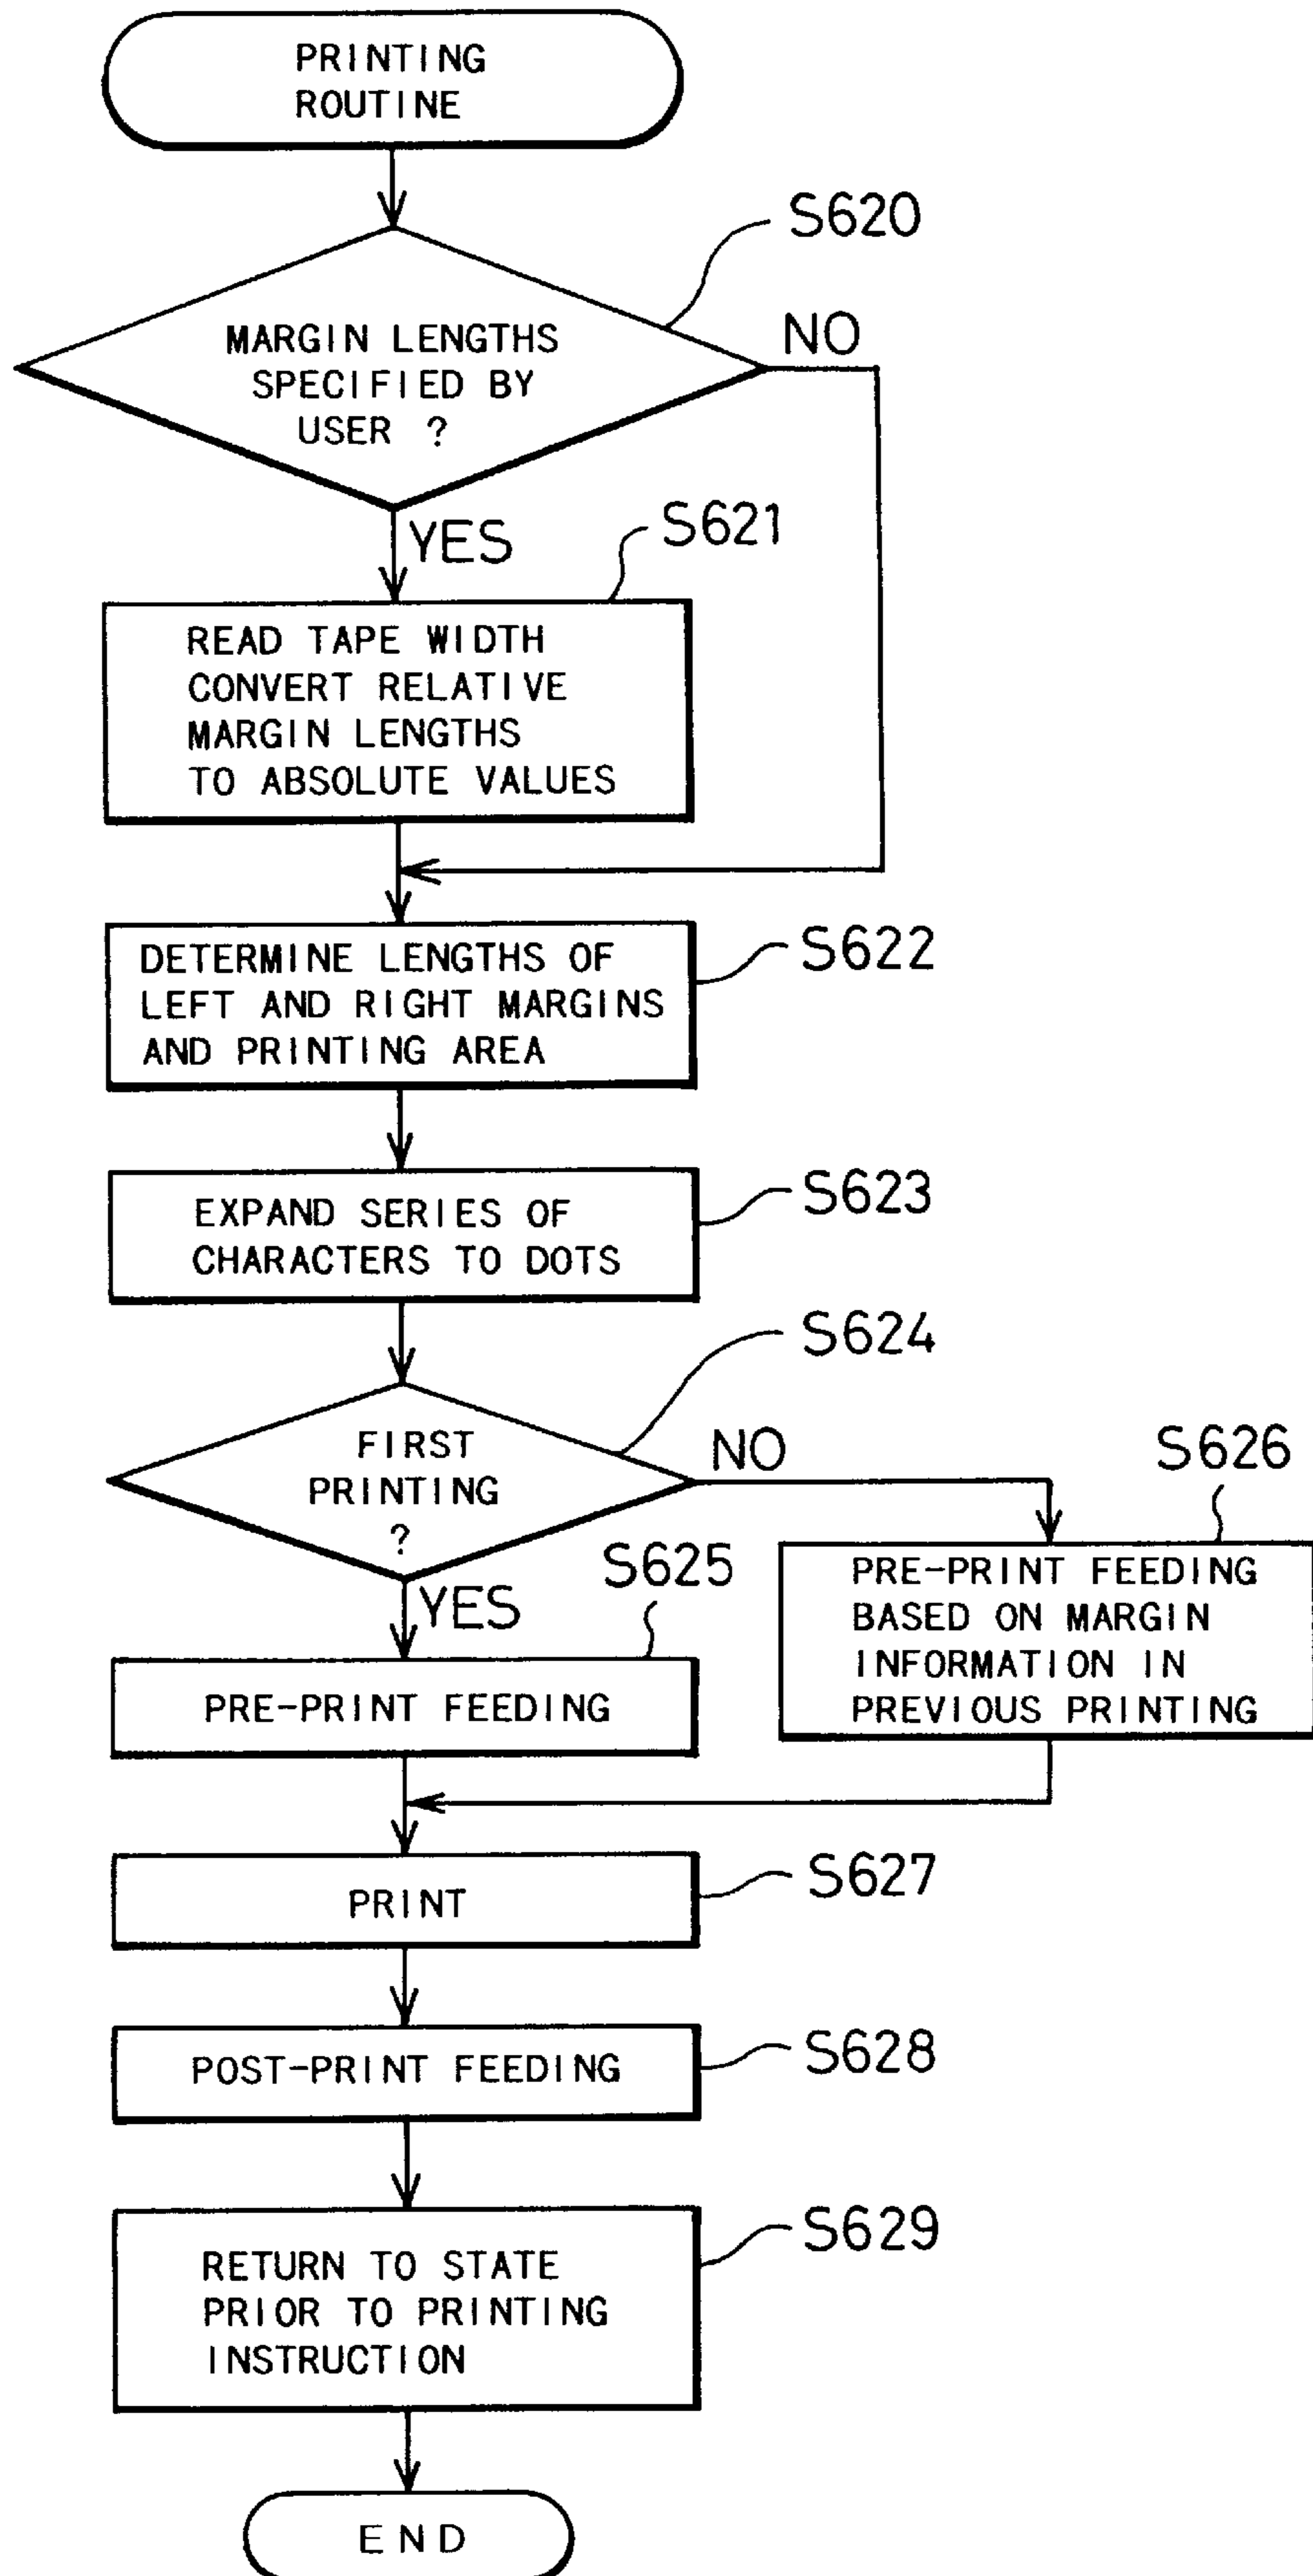 PRINTING
ROUTINE
S620
MARGIN LENGTHS
SPECIFIED BY
USER ?
NO
YES
S621
READ TAPE WIDTH
CONVERT RELATIVE
MARGIN LENGTHS
TO ABSOLUTE VALUES
S622
DETERMINE LENGTHS OF
LEFT AND RIGHT MARGINS
AND PRINTING AREA
S623
EXPAND SERIES OF
CHARACTERS TO DOTS
S624
FIRST
PRINTING
?
NO
YES
S625
PRE-PRINT FEEDING
S626
PRE-PRINT FEEDING
BASED ON MARGIN
INFORMATION IN
PREVIOUS PRINTING
S627
PRINT
S628
POST-PRINT FEEDING
S629
RETURN TO STATE
PRIOR TO PRINTING
INSTRUCTION
END